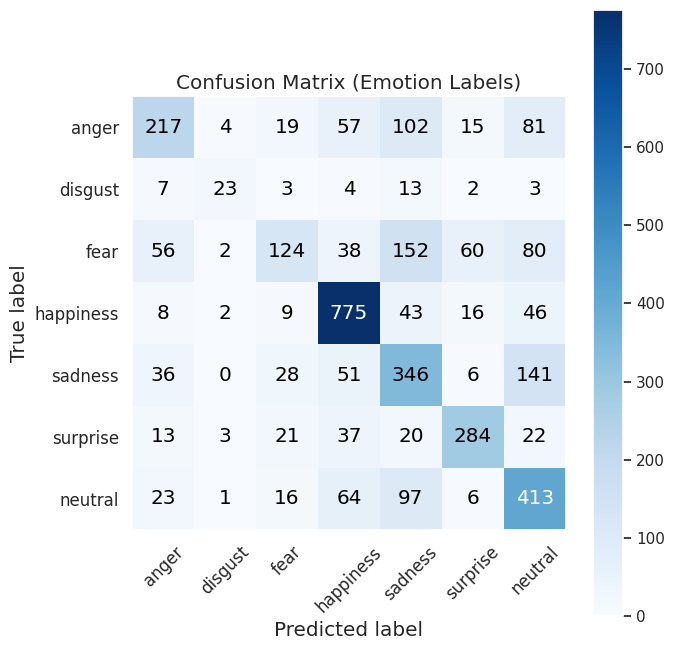 Confusion Matrix (Emotion Labels)
True label
anger 217 4 19 57 102 15 81
disgust 7 23 3 4 13 2 3
fear 56 2 124 38 152 60 80
happiness 8 2 9 775 43 16 46
sadness 36 0 28 51 346 6 141
surprise 13 3 21 37 20 284 22
neutral 23 1 16 64 97 6 413
anger disgust fear happiness sadness surprise neutral
Predicted label
700
600
500
400
300
200
100
0